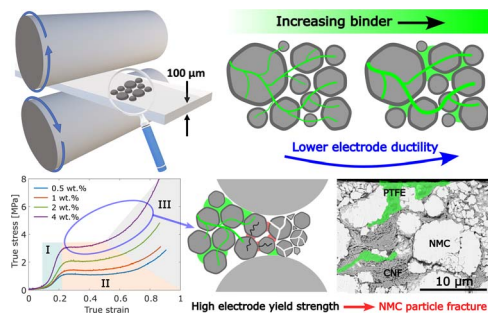 Increasing binder
100 μm
Lower electrode ductility
8
6
4
2
0
True stress [MPa]
0.5 wt.%
1 wt.%
2 wt.%
4 wt.%
I
II
III
0.0
0.2
0.4
0.6
0.8
1.0
True strain
PTFE
NMC
CNF
10 μm
High electrode yield strength
NMC particle fracture